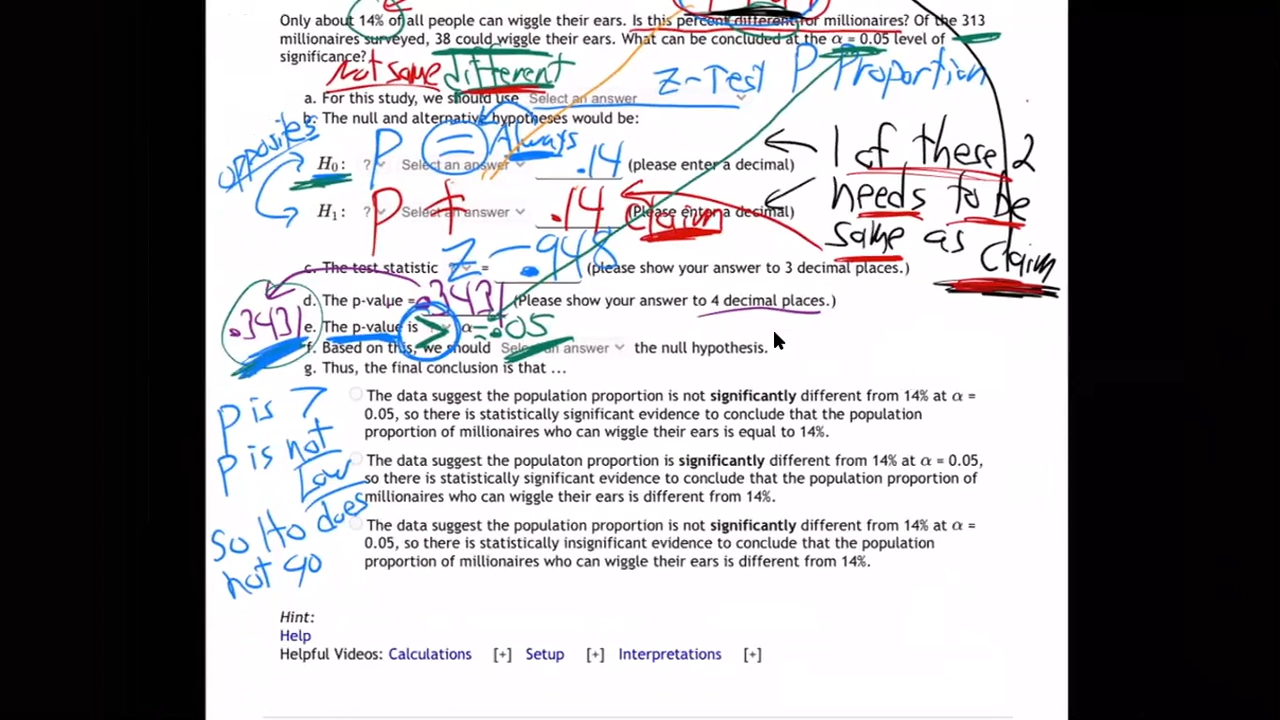 Only about 14% of all people can wiggle their ears. Is this percent different for millionaires? Of the 313
millionaires surveyed, 38 could wiggle their ears. What can be concluded at the α = 0.05 level of
significance?
not same different
z-Test P Proportion
a. For this study, we should use Select an answer
b. The null and alternative hypotheses would be:
opposites
Always
H₀: ? P Select an answer = .14 (please enter a decimal)
H₁: ? P Select an answer ≠ .14 (Please enter a decimal)
Claim
← 1 of these 2
← needs to be
same as Claim
c. The test statistic z = -.948 (please show your answer to 3 decimal places.)
d. The p-value = .3431 (Please show your answer to 4 decimal places.)
.3431
e. The p-value is > α = .05
f. Based on this, we should Select an answer the null hypothesis.
g. Thus, the final conclusion is that ...
p is >
p is not
Low
so Ho does
not go
The data suggest the population proportion is not significantly different from 14% at α =
0.05, so there is statistically significant evidence to conclude that the population
proportion of millionaires who can wiggle their ears is equal to 14%.
The data suggest the populaton proportion is significantly different from 14% at α = 0.05,
so there is statistically significant evidence to conclude that the population proportion of
millionaires who can wiggle their ears is different from 14%.
The data suggest the population proportion is not significantly different from 14% at α =
0.05, so there is statistically insignificant evidence to conclude that the population
proportion of millionaires who can wiggle their ears is different from 14%.
Hint:
Help
Helpful Videos: Calculations [+] Setup [+] Interpretations [+]